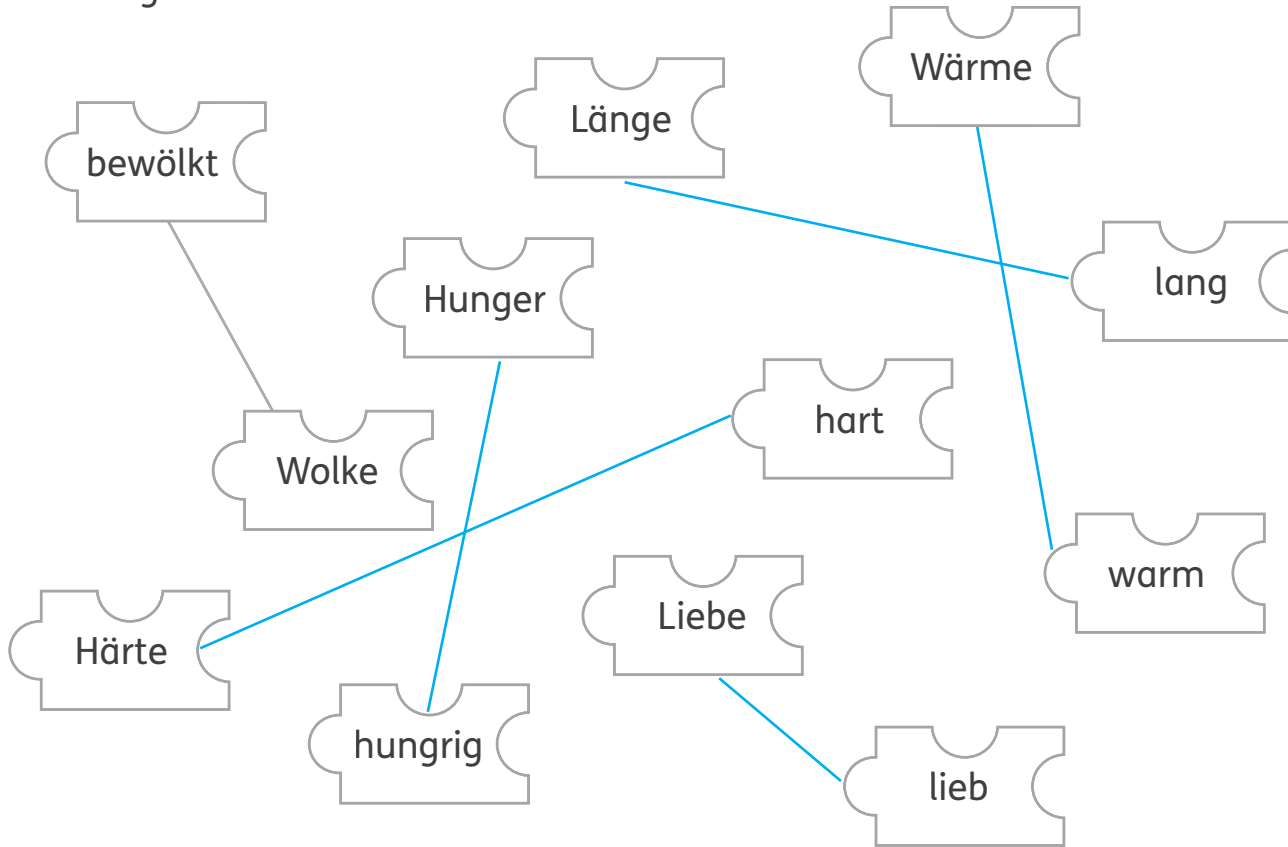 Wärme
Länge
bewölkt
lang
Hunger
hart
Wolke
warm
Liebe
Härte
hungrig
lieb